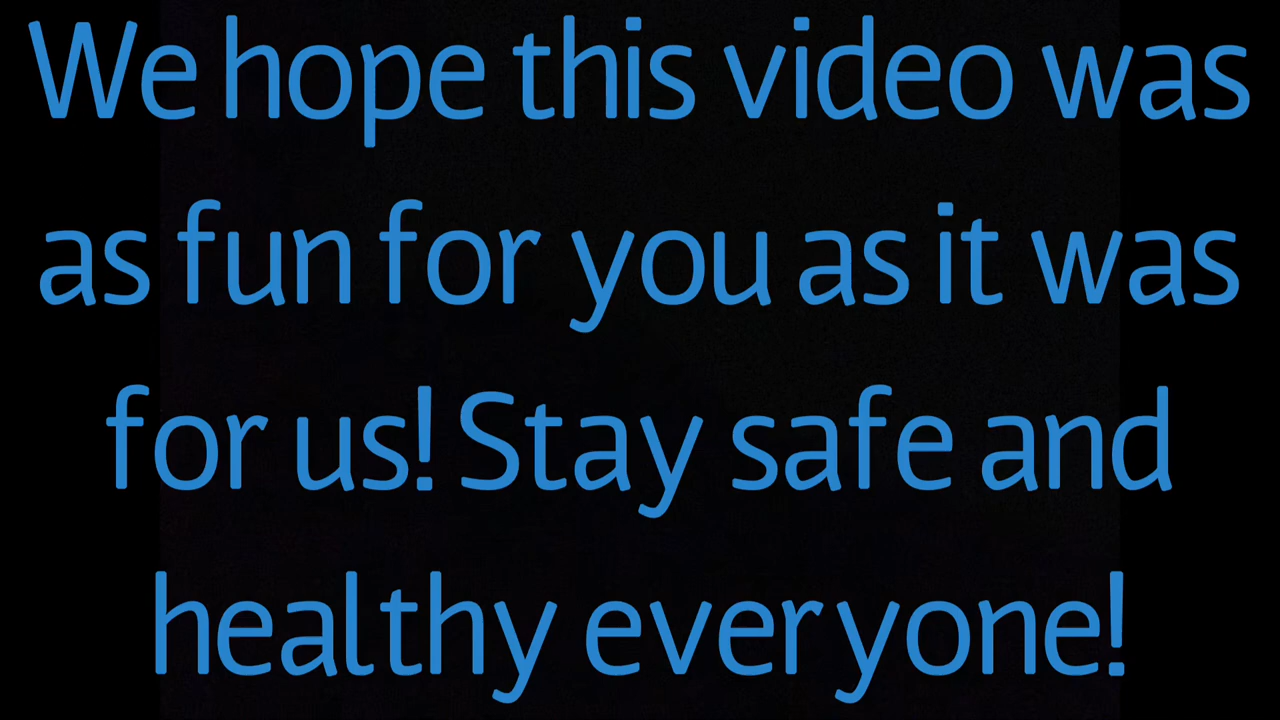 We hope this video was
as fun for you as it was
for us! Stay safe and
healthy everyone!